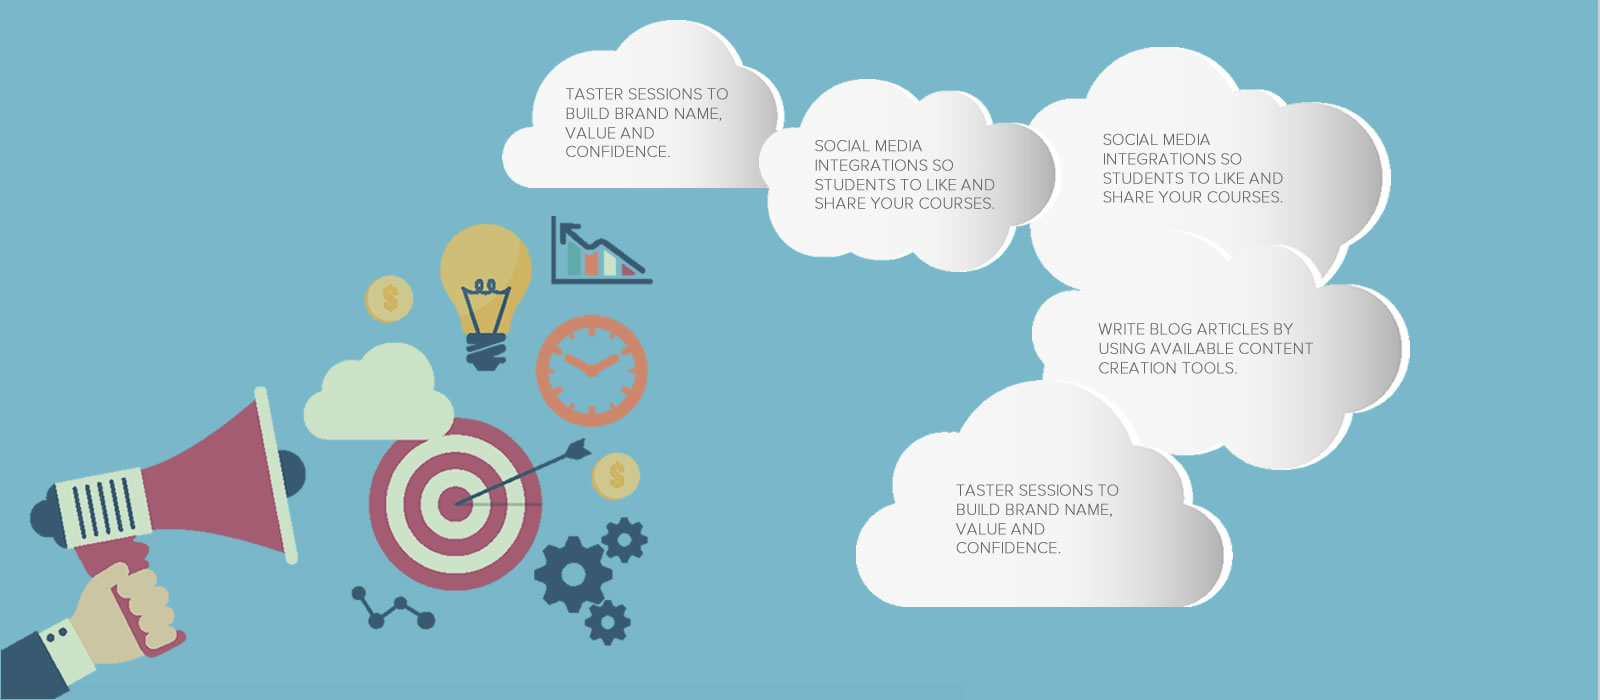 TASTER SESSIONS TO
BUILD BRAND NAME,
VALUE AND
CONFIDENCE.
SOCIAL MEDIA
INTEGRATIONS SO
STUDENTS TO LIKE AND
SHARE YOUR COURSES.
SOCIAL MEDIA
INTEGRATIONS SO
STUDENTS TO LIKE AND
SHARE YOUR COURSES.
WRITE BLOG ARTICLES BY
USING AVAILABLE CONTENT
CREATION TOOLS.
TASTER SESSIONS TO
BUILD BRAND NAME,
VALUE AND
CONFIDENCE.
$
$